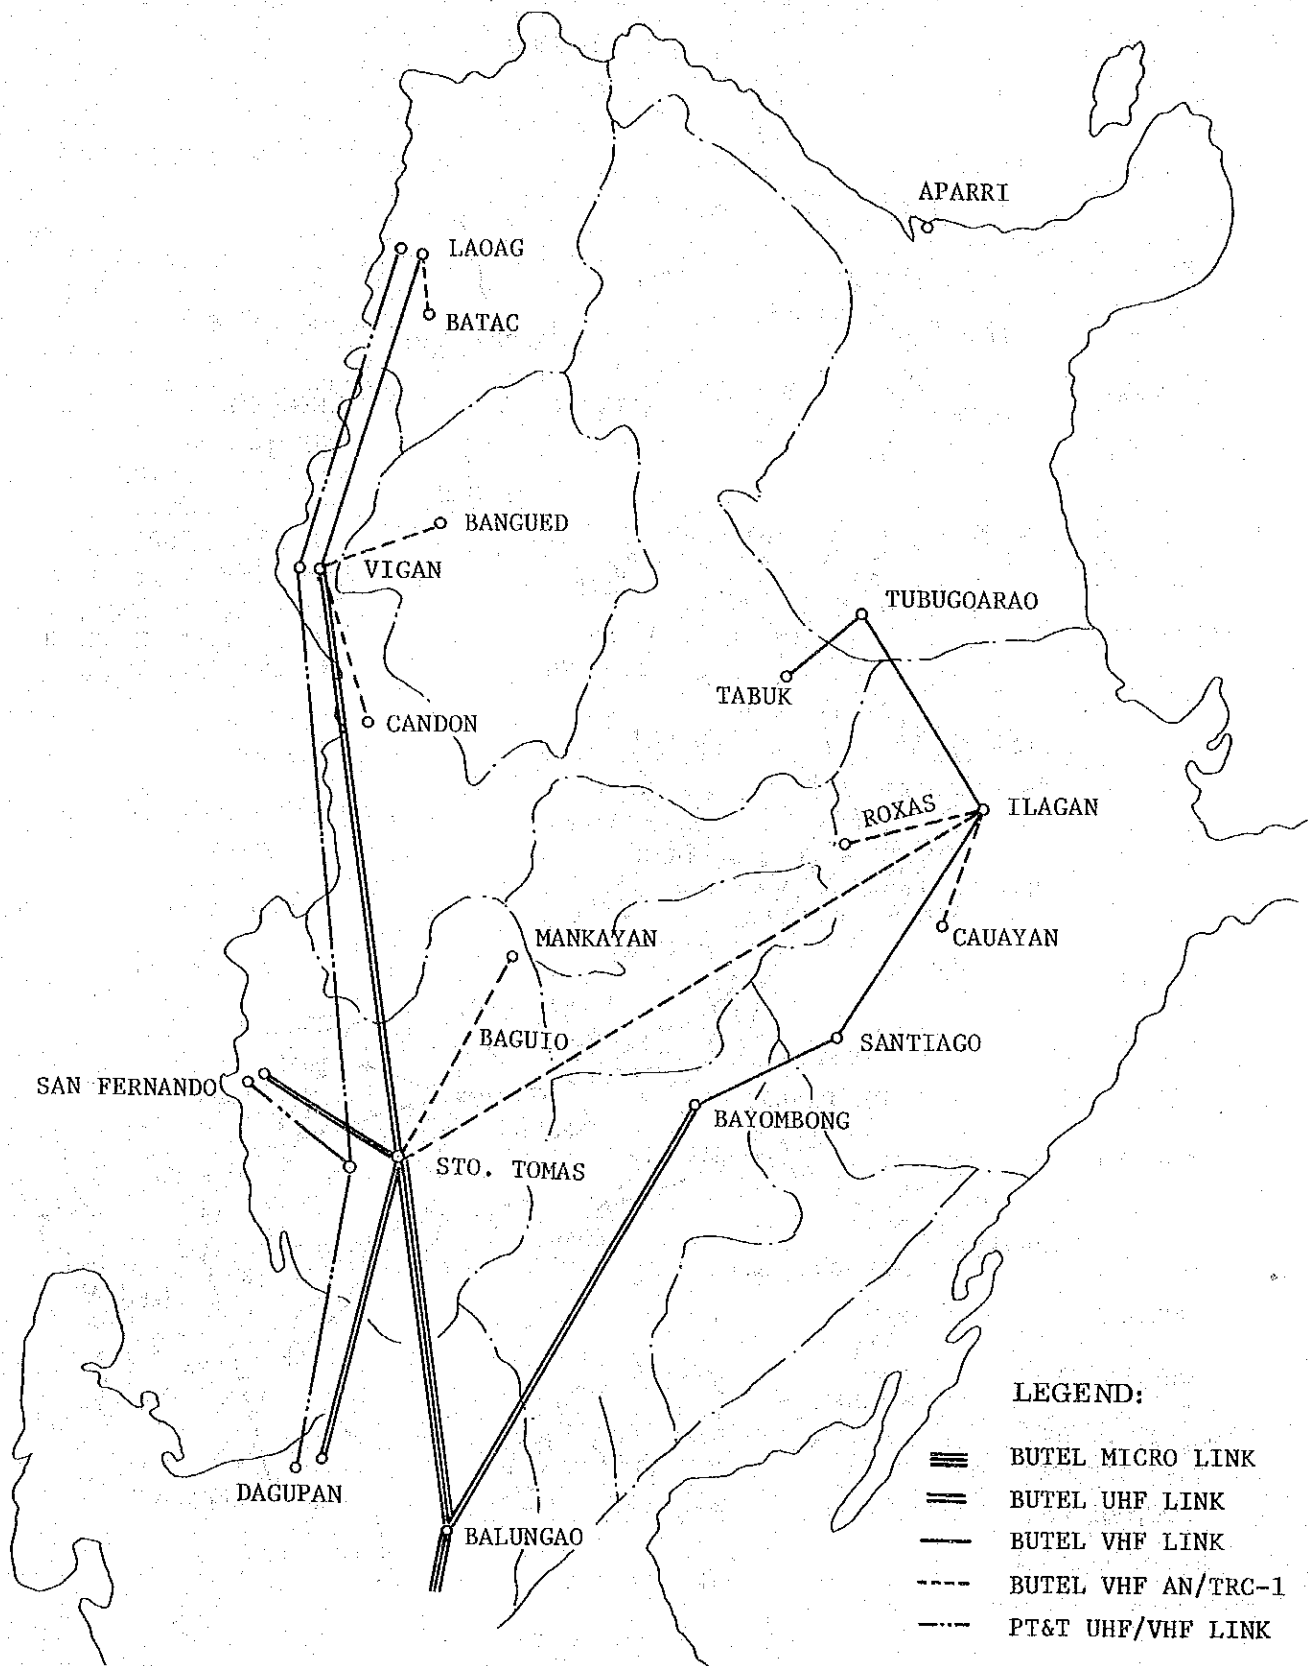 APARRI
LAOAG
BATAC
BANGUED
VIGAN
TUBUGOARAO
TABUK
CANDON
ROXAS
ILAGAN
MANKAYAN
CAUAYAN
BAGUIO
SANTIAGO
SAN FERNANDO
BAYOMBONG
STO. TOMAS
DAGUPAN
BALUNGAO
LEGEND:
BUTEL MICRO LINK
BUTEL UHF LINK
BUTEL VHF LINK
BUTEL VHF AN/TRC-1
PT&T UHF/VHF LINK